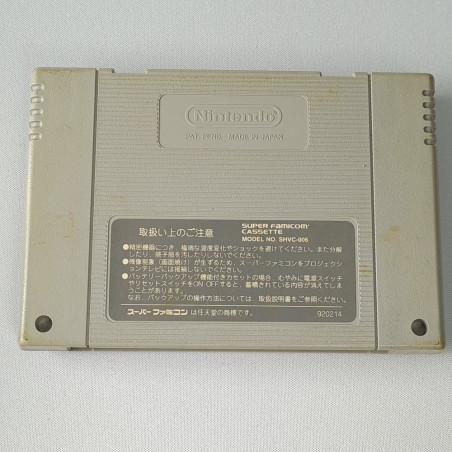 Nintendo
PAT. PEND. MADE IN JAPAN
取扱い上のご注意
SUPER FAMICOM
CASSETTE
MODEL NO. SHVC-006
●精密機器につき、極端な温度変化やショックを避けてください。また分解
したり、端子部を汚したりしないでください。
●残像現象(画面焼け)が生ずるため、スーパーファミコンをプロジェクシ
ョンテレビには接続しないでください。
●バッテリーバックアップ機能付きカセットの場合、むやみに電源スイッチ
やリセットスイッチをON OFFすると、蓄積されている内容が消えてしま
う事があります。
なお、バックアップの操作方法については、取扱説明書をご参照ください。
スーパーファミコン は任天堂の商標です。
920214